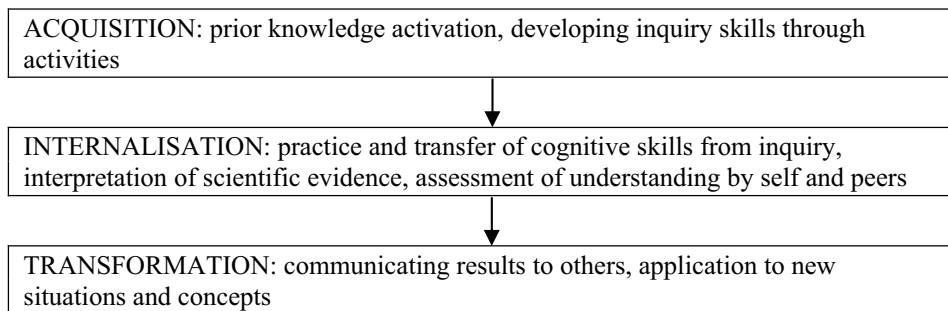 ACQUISITION: prior knowledge activation, developing inquiry skills through
activities
INTERNALISATION: practice and transfer of cognitive skills from inquiry,
interpretation of scientific evidence, assessment of understanding by self and peers
TRANSFORMATION: communicating results to others, application to new
situations and concepts